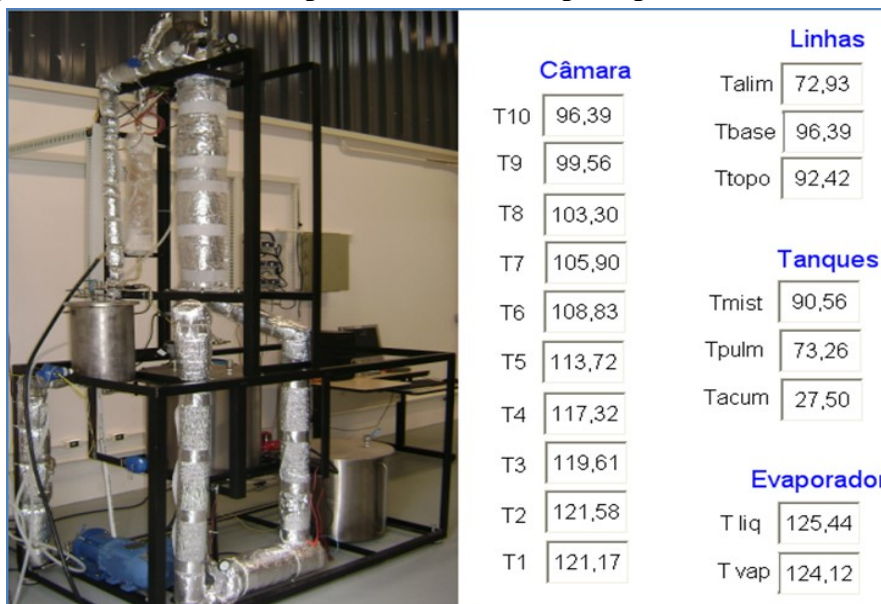 Câmara
T10 96,39
T9 99,56
T8 103,30
T7 105,90
T6 108,83
T5 113,72
T4 117,32
T3 119,61
T2 121,58
T1 121,17
Linhas
Talim 72,93
Tbase 96,39
Ttopo 92,42
Tanques
Tmist 90,56
Tpulm 73,26
Tacum 27,50
Evaporador
T liq 125,44
T vap 124,12